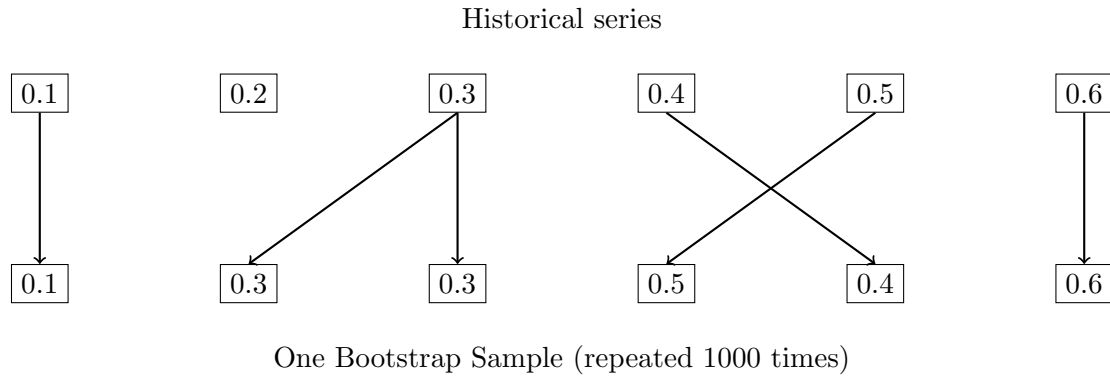 Historical series
0.1 0.2 0.3 0.4 0.5 0.6
0.1 0.3 0.3 0.5 0.4 0.6
One Bootstrap Sample (repeated 1000 times)